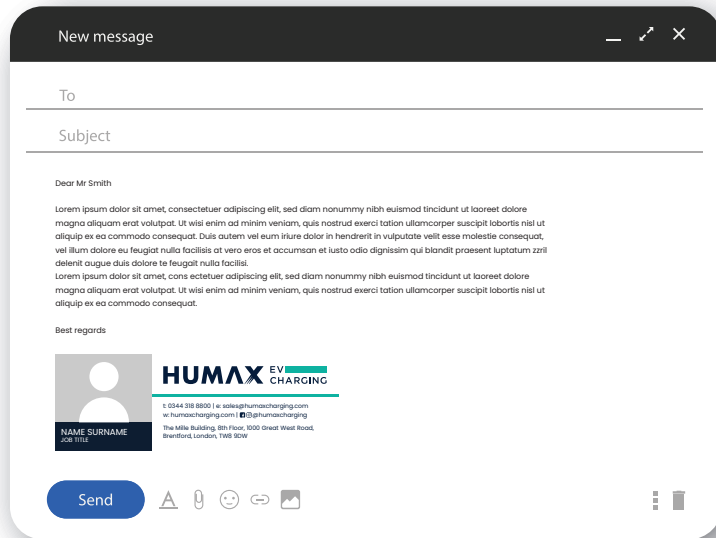 New message
To
Subject
Dear Mr Smith
Lorem ipsum dolor sit amet, consectetuer adipiscing elit, sed diam nonummy nibh euismod tincidunt ut laoreet dolore
magna aliquam erat volutpat. Ut wisi enim ad minim veniam, quis nostrud exerci tation ullamcorper suscipit lobortis nisl ut
aliquip ex ea commodo consequat. Duis autem vel eum iriure dolor in hendrerit in vulputate velit esse molestie consequat,
vel illum dolore eu feugiat nulla facilisis at vero eros et accumsan et iusto odio dignissim qui blandit praesent luptatum zzril
delenit augue duis dolore te feugait nulla facilisi.
Lorem ipsum dolor sit amet, cons ectetuer adipiscing elit, sed diam nonummy nibh euismod tincidunt ut laoreet dolore
magna aliquam erat volutpat. Ut wisi enim ad minim veniam, quis nostrud exerci tation ullamcorper suscipit lobortis nisl ut
aliquip ex ea commodo consequat.
Best regards
NAME SURNAME
JOB TITLE
HUMAX EV
CHARGING
t: 0344 318 8800 | e: sales@humaxcharging.com
w: humaxcharging.com | @humaxcharging
The Mille Building, 8th Floor, 1000 Great West Road,
Brentford, London, TW8 9DW
Send